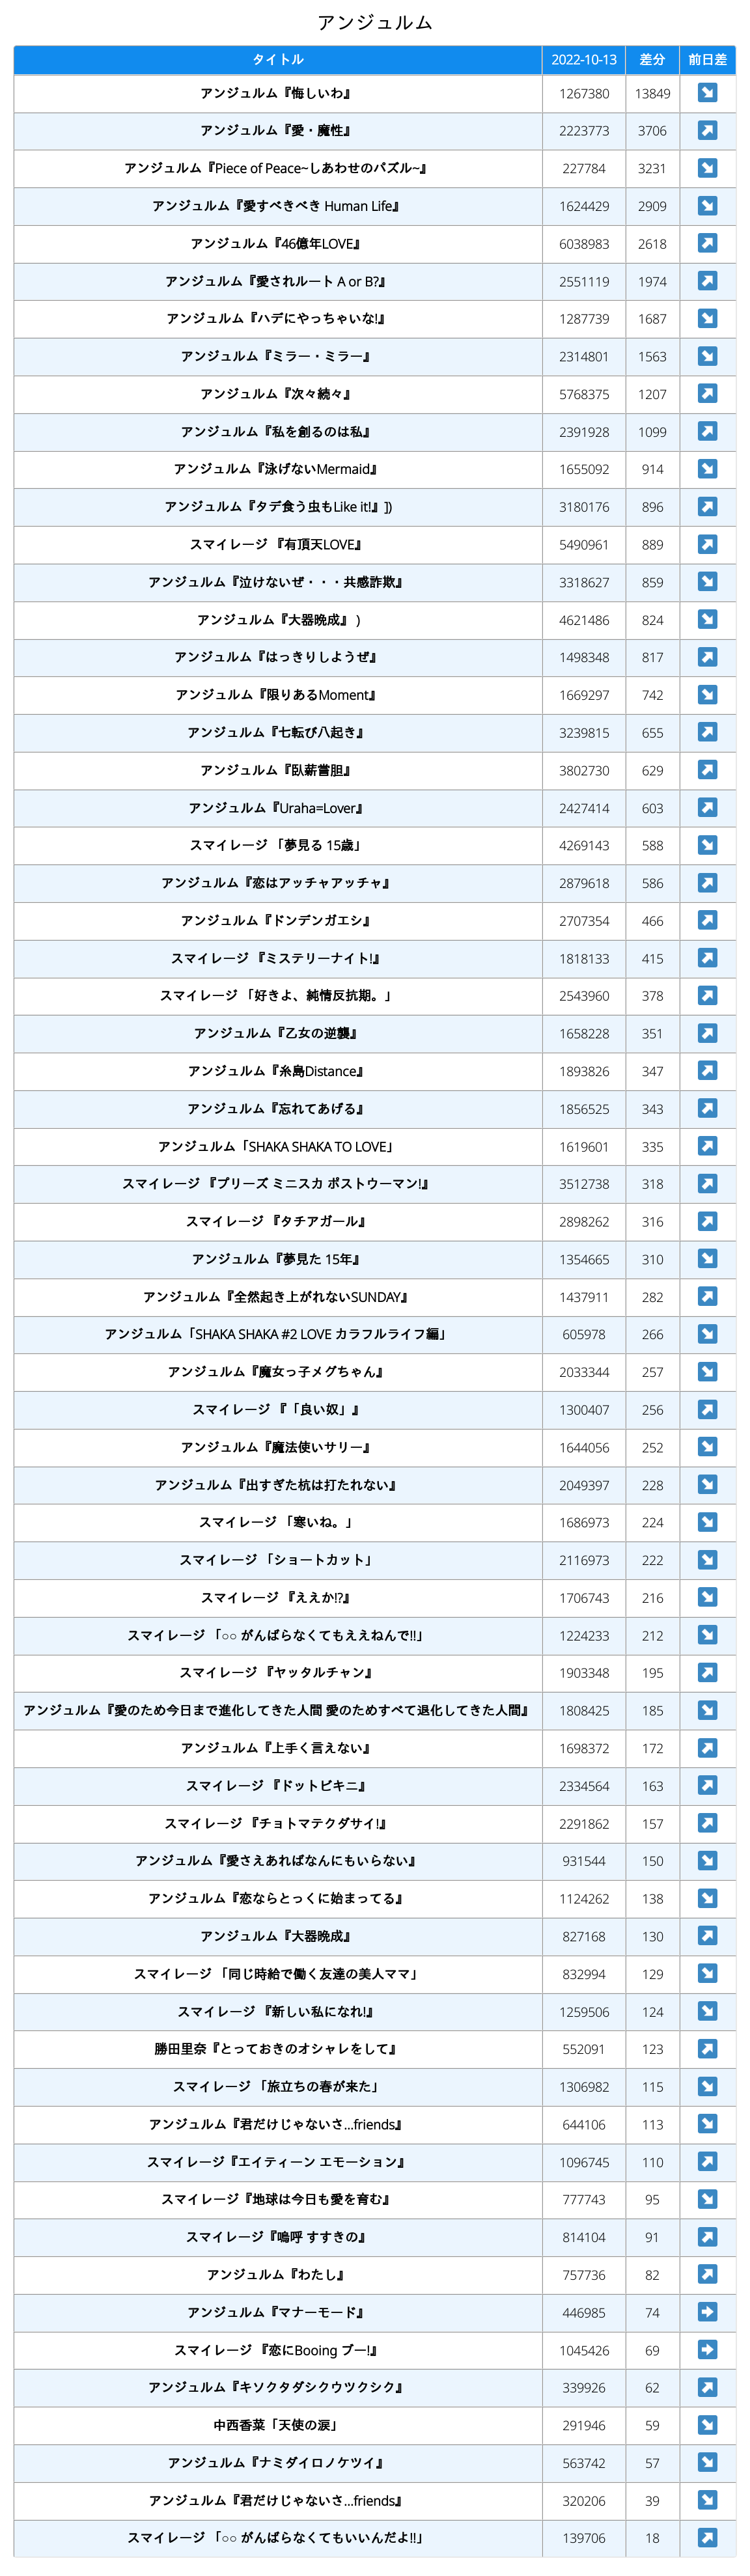 アンジュルム
タイトル 2022-10-13 差分 前日差
アンジュルム『悔しいわ』 1267380 13849 ↘
アンジュルム『愛・魔性』 2223773 3706 ↗
アンジュルム『Piece of Peace~しあわせのパズル~』 227784 3231 ↘
アンジュルム『愛すべきべき Human Life』 1624429 2909 ↘
アンジュルム『46億年LOVE』 6038983 2618 ↗
アンジュルム『愛されルート A or B?』 2551119 1974 ↗
アンジュルム『ハデにやっちゃいな!』 1287739 1687 ↘
アンジュルム『ミラー・ミラー』 2314801 1563 ↘
アンジュルム『次々続々』 5768375 1207 ↗
アンジュルム『私を創るのは私』 2391928 1099 ↗
アンジュルム『泳げないMermaid』 1655092 914 ↘
アンジュルム『タデ食う虫もLike it!』]) 3180176 896 ↗
スマイレージ 『有頂天LOVE』 5490961 889 ↗
アンジュルム『泣けないぜ・・・共感詐欺』 3318627 859 ↘
アンジュルム『大器晩成』 ) 4621486 824 ↘
アンジュルム『はっきりしようぜ』 1498348 817 ↗
アンジュルム『限りあるMoment』 1669297 742 ↘
アンジュルム『七転び八起き』 3239815 655 ↗
アンジュルム『臥薪嘗胆』 3802730 629 ↗
アンジュルム『Uraha=Lover』 2427414 603 ↗
スマイレージ 「夢見る 15歳」 4269143 588 ↘
アンジュルム『恋はアッチャアッチャ』 2879618 586 ↗
アンジュルム『ドンデンガエシ』 2707354 466 ↗
スマイレージ 『ミステリーナイト!』 1818133 415 ↗
スマイレージ 「好きよ、純情反抗期。」 2543960 378 ↗
アンジュルム『乙女の逆襲』 1658228 351 ↗
アンジュルム『糸島Distance』 1893826 347 ↗
アンジュルム『忘れてあげる』 1856525 343 ↗
アンジュルム「SHAKA SHAKA TO LOVE」 1619601 335 ↗
スマイレージ 『プリーズ ミニスカ ポストウーマン!』 3512738 318 ↗
スマイレージ 『タチアガール』 2898262 316 ↗
アンジュルム『夢見た 15年』 1354665 310 ↘
アンジュルム『全然起き上がれないSUNDAY』 1437911 282 ↗
アンジュルム「SHAKA SHAKA #2 LOVE カラフルライフ編」 605978 266 ↘
アンジュルム『魔女っ子メグちゃん』 2033344 257 ↘
スマイレージ 『「良い奴」』 1300407 256 ↗
アンジュルム『魔法使いサリー』 1644056 252 ↘
アンジュルム『出すぎた杭は打たれない』 2049397 228 ↘
スマイレージ 「寒いね。」 1686973 224 ↘
スマイレージ 「ショートカット」 2116973 222 ↘
スマイレージ 『ええか!?』 1706743 216 ↘
スマイレージ 「○○ がんばらなくてもええねんで!!」 1224233 212 ↘
スマイレージ 『ヤッタルチャン』 1903348 195 ↗
アンジュルム『愛のため今日まで進化してきた人間 愛のためすべて退化してきた人間』 1808425 185 ↘
アンジュルム『上手く言えない』 1698372 172 ↗
スマイレージ 『ドットビキニ』 2334564 163 ↗
スマイレージ 『チョトマテクダサイ!』 2291862 157 ↗
アンジュルム『愛さえあればなんにもいらない』 931544 150 ↘
アンジュルム『恋ならとっくに始まってる』 1124262 138 ↘
アンジュルム『大器晩成』 827168 130 ↗
スマイレージ 「同じ時給で働く友達の美人ママ」 832994 129 ↘
スマイレージ 『新しい私になれ!』 1259506 124 ↘
勝田里奈『とっておきのオシャレをして』 552091 123 ↗
スマイレージ 「旅立ちの春が来た」 1306982 115 ↘
アンジュルム『君だけじゃないさ...friends』 644106 113 ↘
スマイレージ『エイティーン エモーション』 1096745 110 ↗
スマイレージ『地球は今日も愛を育む』 777743 95 ↘
スマイレージ『嗚呼 すすきの』 814104 91 ↗
アンジュルム『わたし』 757736 82 ↗
アンジュルム『マナーモード』 446985 74 →
スマイレージ 『恋にBooing ブー!』 1045426 69 →
アンジュルム『キソクタダシクウツクシク』 339926 62 ↗
中西香菜「天使の涙」 291946 59 ↘
アンジュルム『ナミダイロノケツイ』 563742 57 ↘
アンジュルム『君だけじゃないさ...friends』 320206 39 ↘
スマイレージ 「○○ がんばらなくてもいいんだよ!!」 139706 18 ↗